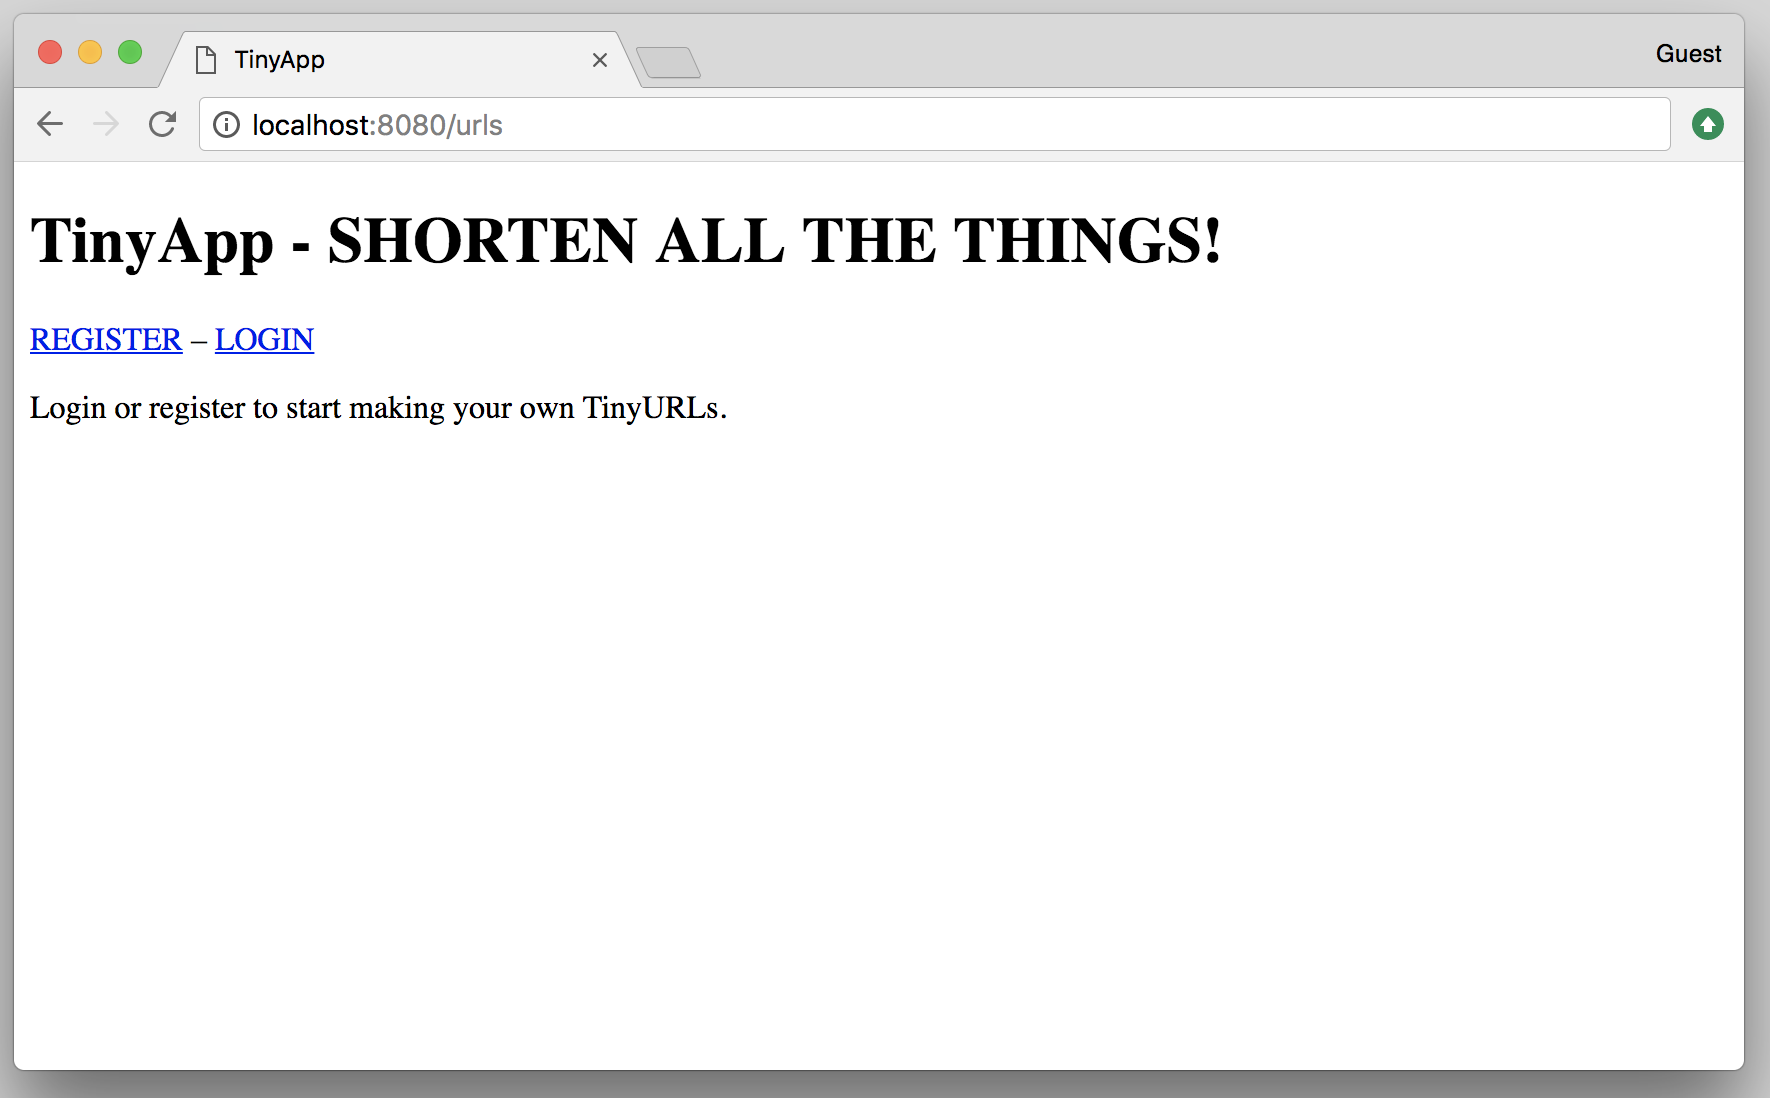 TinyApp
Guest
localhost:8080/urls
TinyApp - SHORTEN ALL THE THINGS!
REGISTER – LOGIN
Login or register to start making your own TinyURLs.